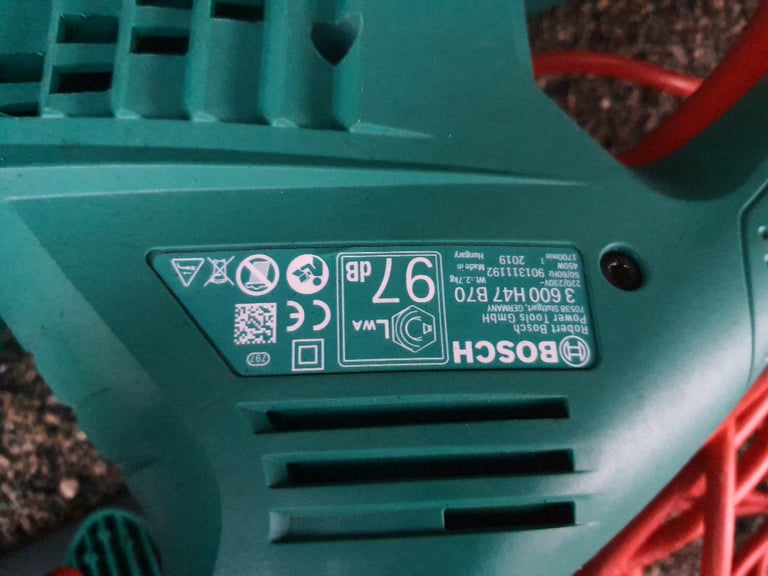 BOSCH
Robert Bosch
Power Tools GmbH
70538 Stuttgart, GERMANY
3 600 H47 B70
220/230V~ Wt.:2.7kg
50/60Hz 901311192
450W Made in 2019
1700min⁻¹ Hungary
LWA
97 dB
CE
797